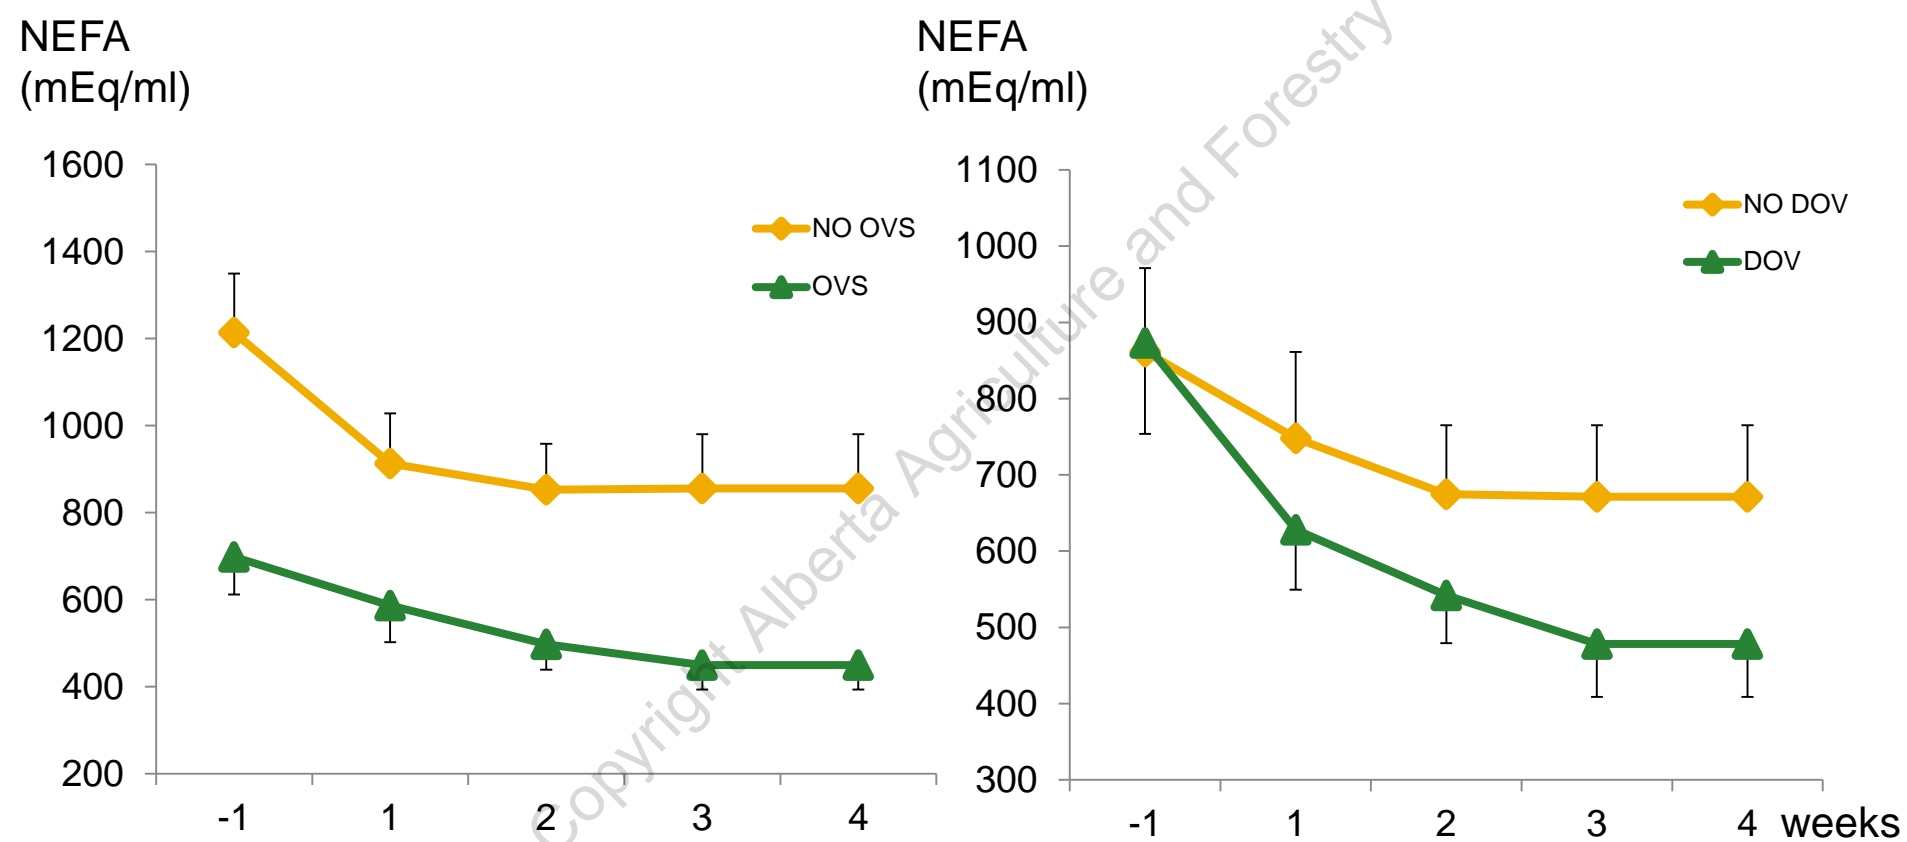 NEFA
(mEq/ml)
1600
1400
1200
1000
800
600
400
200
-1 1 2 3 4
NO OVS
OVS
NEFA
(mEq/ml)
1100
1000
900
800
700
600
500
400
300
-1 1 2 3 4 weeks
NO DOV
DOV
Copyright Alberta Agriculture and Forestry